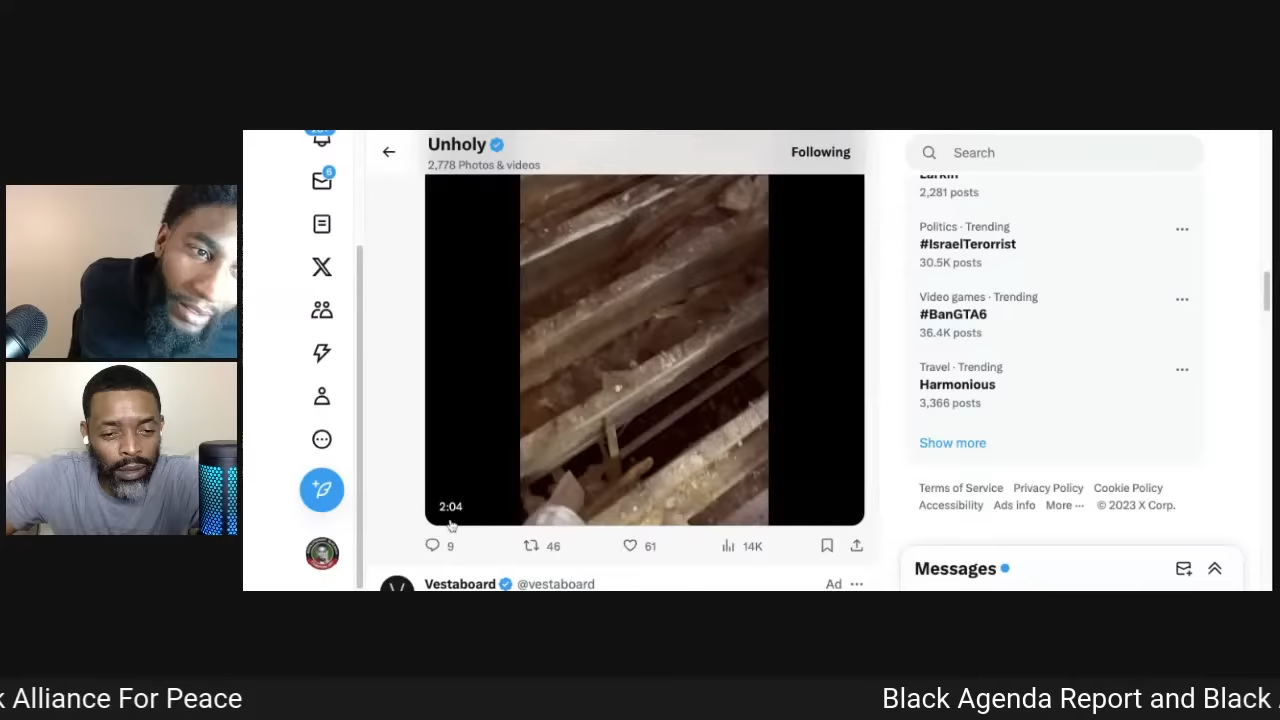 Unholy
2,778 Photos & videos
Following
Search
Larkin
2,281 posts
Politics · Trending
#IsraelTerorrist
30.5K posts
Video games · Trending
#BanGTA6
36.4K posts
Travel · Trending
Harmonious
3,366 posts
Show more
Terms of Service Privacy Policy Cookie Policy
Accessibility Ads info More ··· © 2023 X Corp.
6
2:04
9 46 61 14K
Messages
Vestaboard @vestaboard Ad
k Alliance For Peace
Black Agenda Report and Black